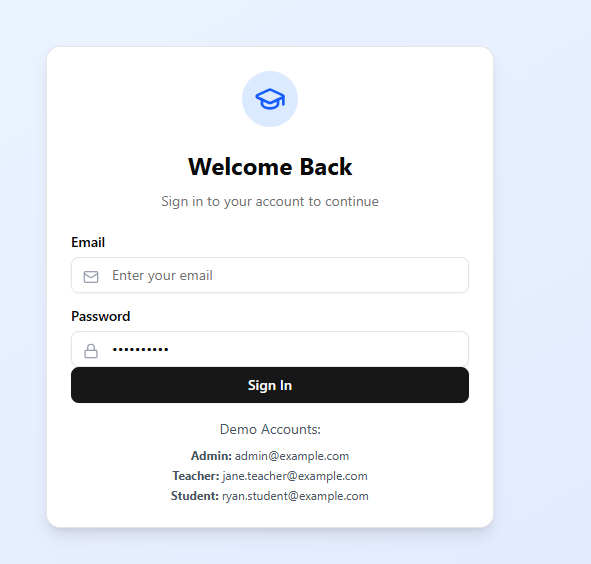 Welcome Back
Sign in to your account to continue
Email
Enter your email
Password
••••••••••
Sign In
Demo Accounts:
Admin: admin@example.com
Teacher: jane.teacher@example.com
Student: ryan.student@example.com